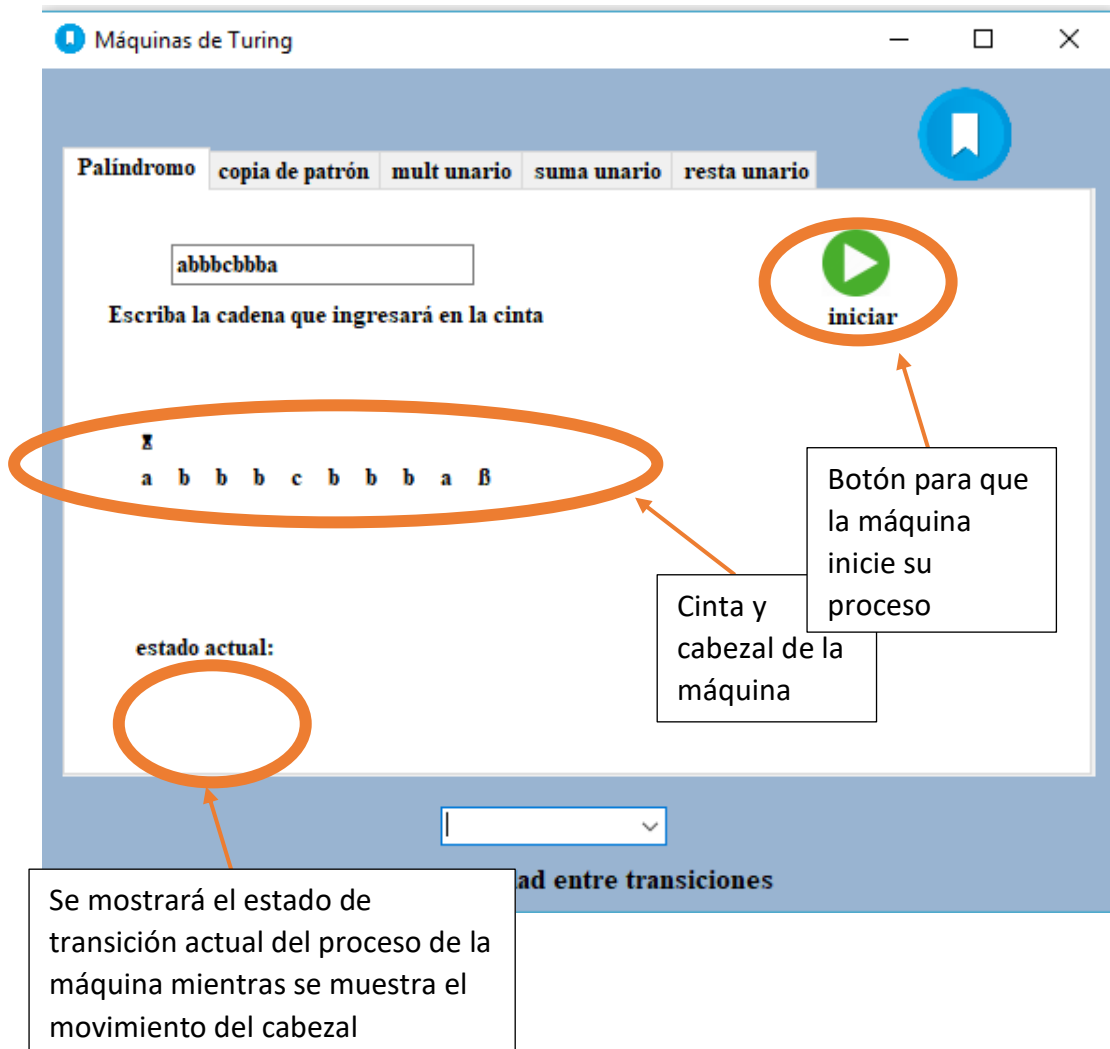 Máquinas de Turing
Palíndromo copia de patrón mult unario suma unario resta unario
abbbcbbba
Escriba la cadena que ingresará en la cinta
iniciar
a b b b c b b b a ß
Botón para que
la máquina
inicie su
proceso
Cinta y
cabezal de la
máquina
estado actual:
entre transiciones
Se mostrará el estado de
transición actual del proceso de la
máquina mientras se muestra el
movimiento del cabezal